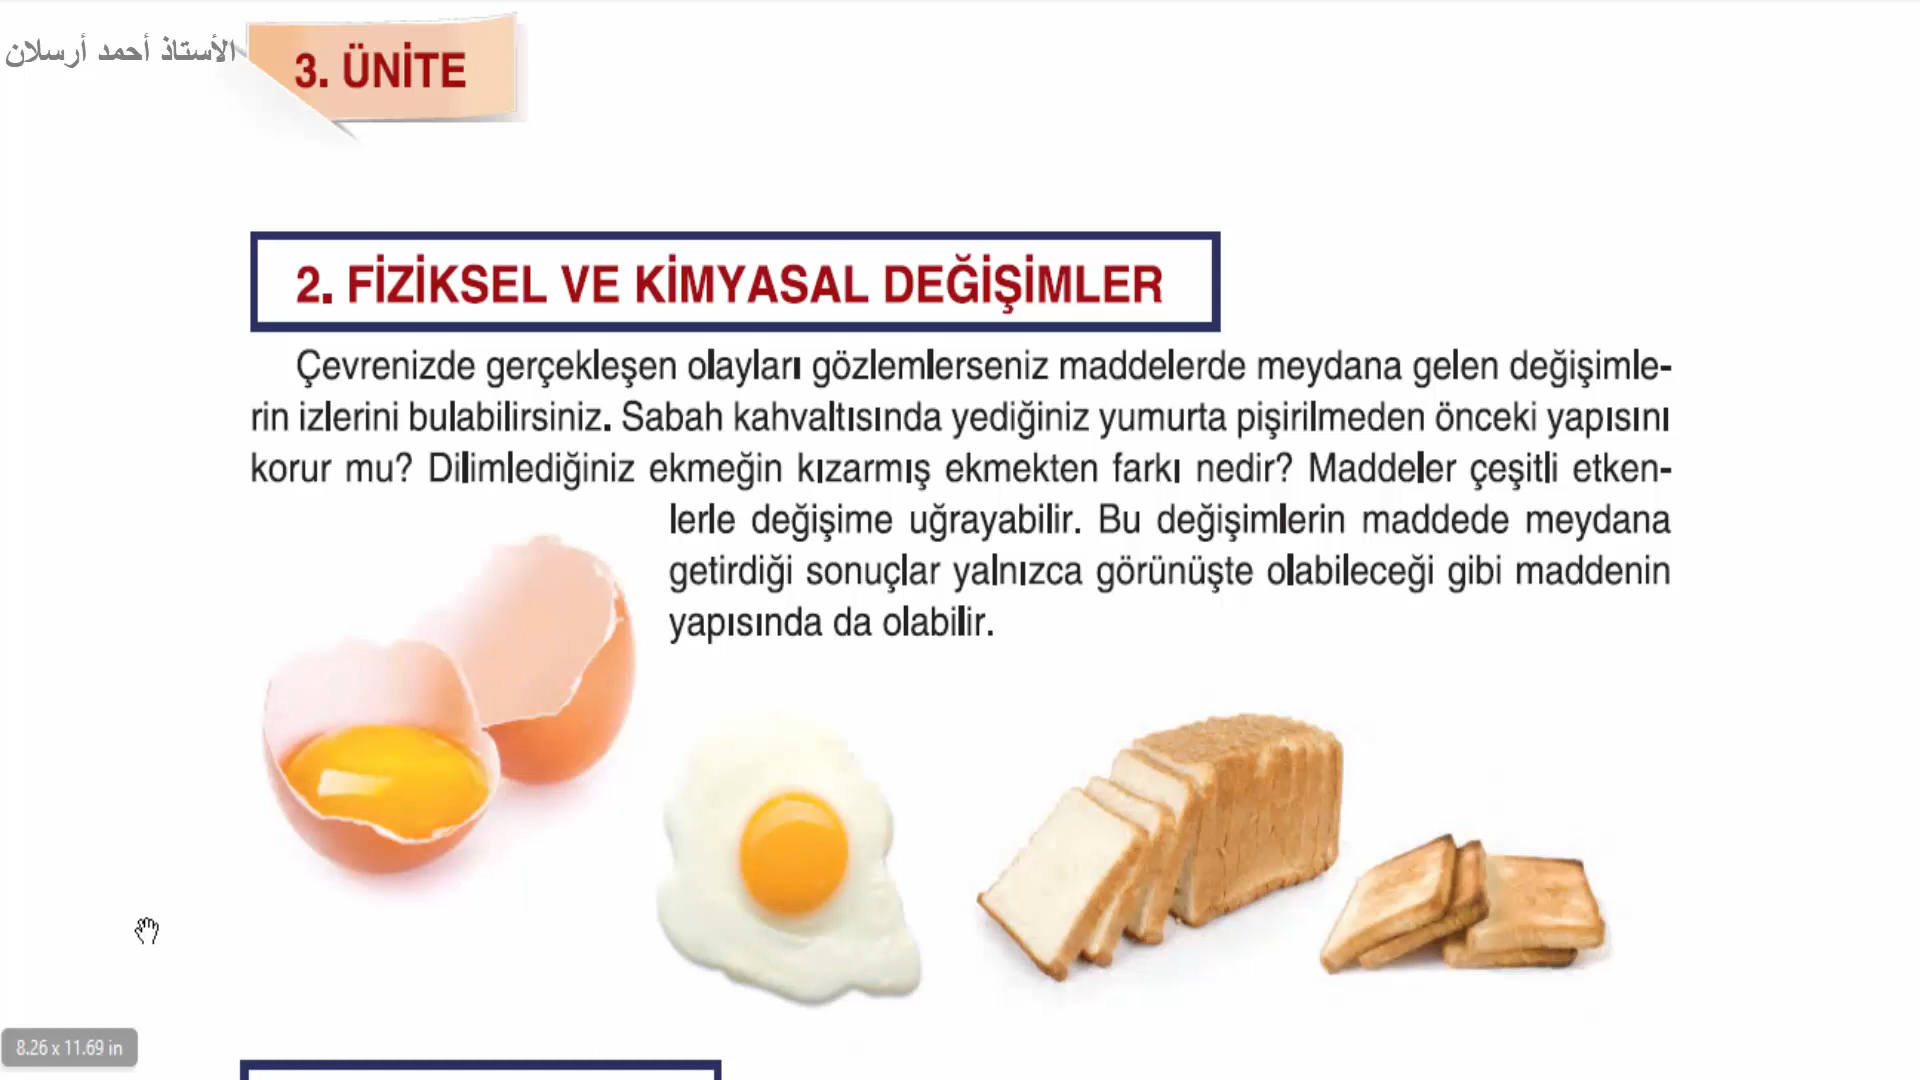 الأستاذ أحمد أرسلان
3. ÜNİTE
2. FİZİKSEL VE KİMYASAL DEĞİŞİMLER
Çevrenizde gerçekleşen olayları gözlemlerseniz maddelerde meydana gelen değişimle-
rin izlerini bulabilirsiniz. Sabah kahvaltısında yediğiniz yumurta pişirilmeden önceki yapısını
korur mu? Dilimlediğiniz ekmeğin kızarmış ekmekten farkı nedir? Maddeler çeşitli etken-
lerle değişime uğrayabilir. Bu değişimlerin maddede meydana
getirdiği sonuçlar yalnızca görünüşte olabileceği gibi maddenin
yapısında da olabilir.
8.26 x 11.69 in